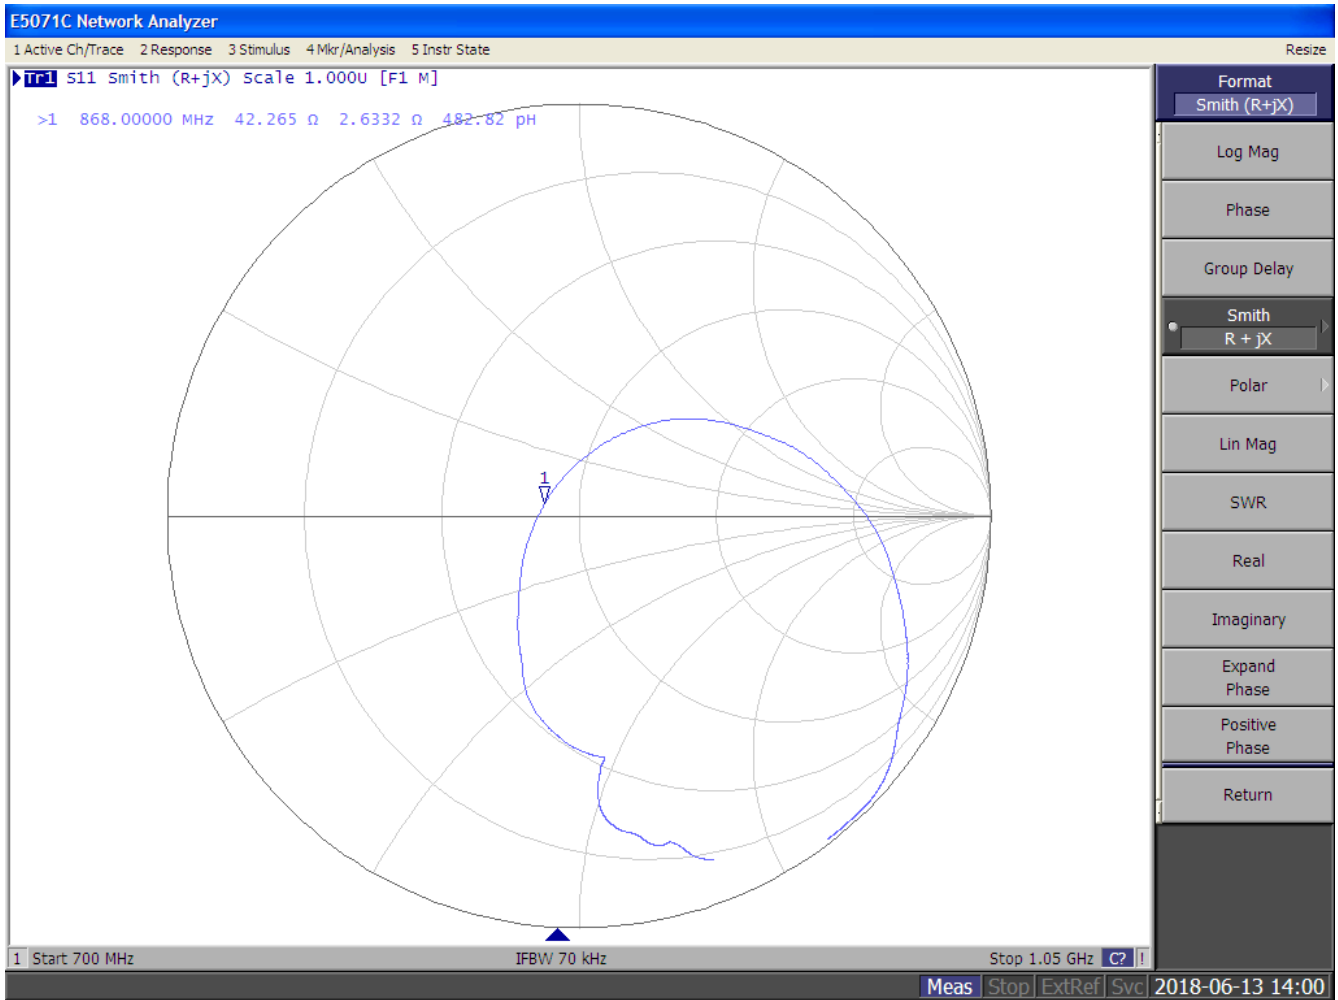 E5071C Network Analyzer
1 Active Ch/Trace 2 Response 3 Stimulus 4 Mkr/Analysis 5 Instr State Resize
Tr1 S11 Smith (R+jX) Scale 1.000U [F1 M]
>1 868.00000 MHz 42.265 Ω 2.6332 Ω 482.82 pH
1
Format
Smith (R+jX)
Log Mag
Phase
Group Delay
Smith
R + jX
Polar
Lin Mag
SWR
Real
Imaginary
Expand
Phase
Positive
Phase
Return
1 Start 700 MHz IFBW 70 kHz Stop 1.05 GHz C? !
Meas Stop ExtRef Svc 2018-06-13 14:00